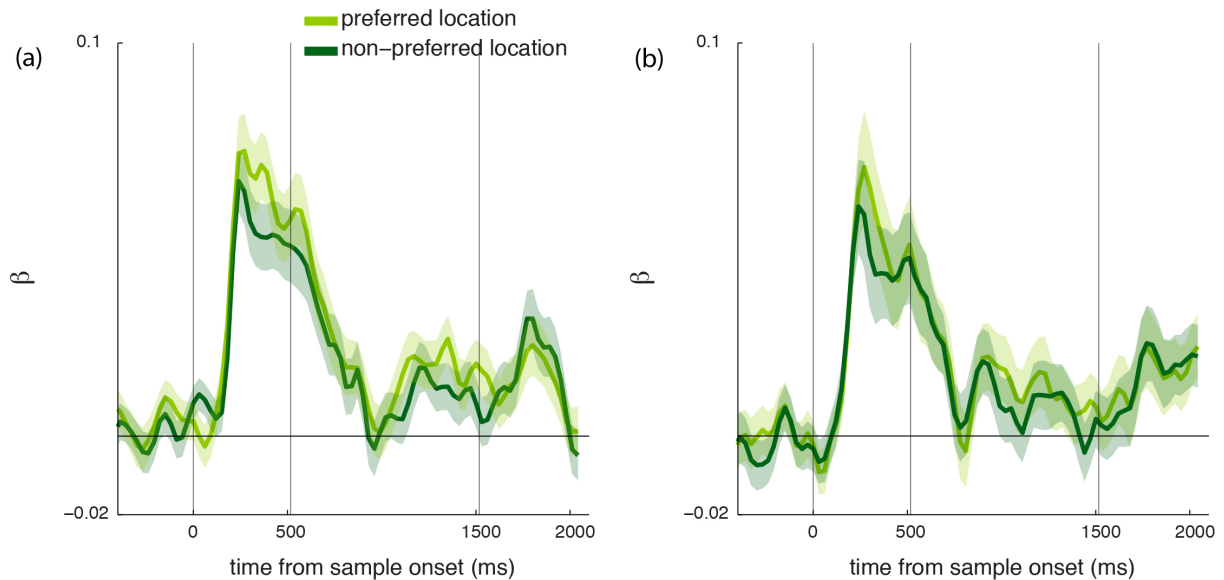 preferred location
non-preferred location
(a)
0.1
β
-0.02
0
500
1500
2000
time from sample onset (ms)
(b)
0.1
β
-0.02
0
500
1500
2000
time from sample onset (ms)